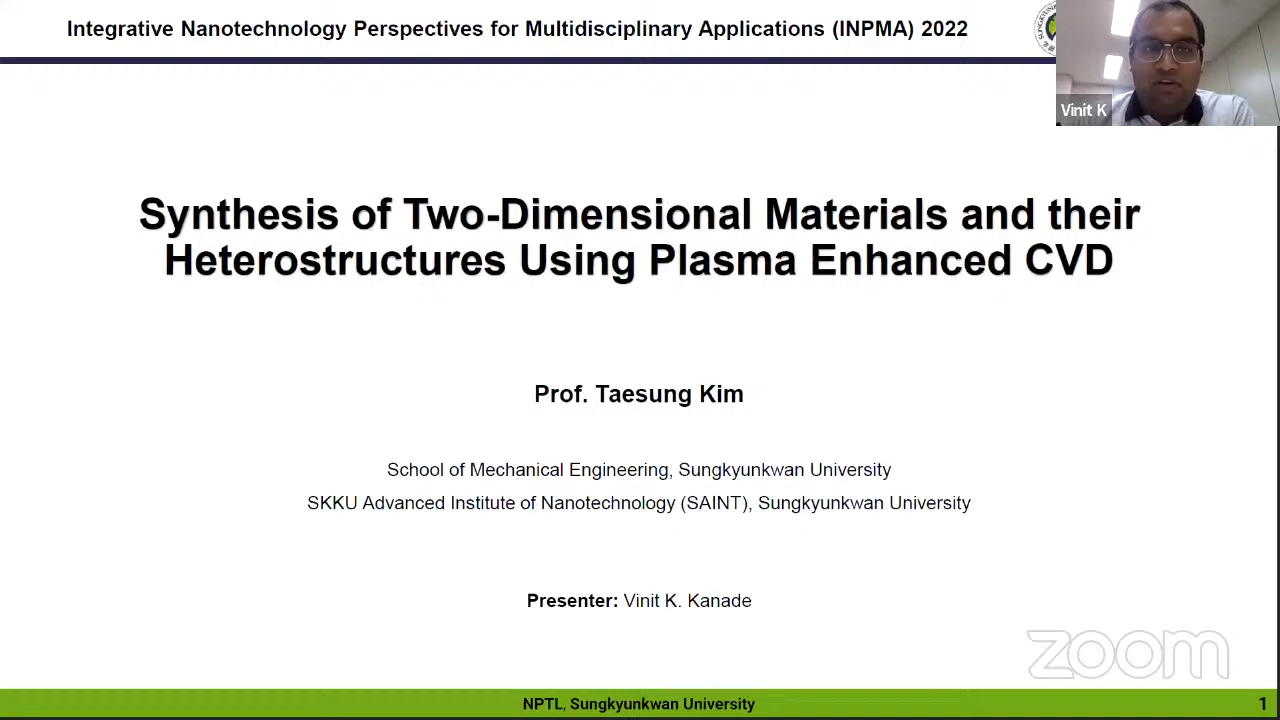 Integrative Nanotechnology Perspectives for Multidisciplinary Applications (INPMA) 2022
Vinit K
Synthesis of Two-Dimensional Materials and their
Heterostructures Using Plasma Enhanced CVD
Prof. Taesung Kim
School of Mechanical Engineering, Sungkyunkwan University
SKKU Advanced Institute of Nanotechnology (SAINT), Sungkyunkwan University
Presenter: Vinit K. Kanade
zoom
NPTL, Sungkyunkwan University
1